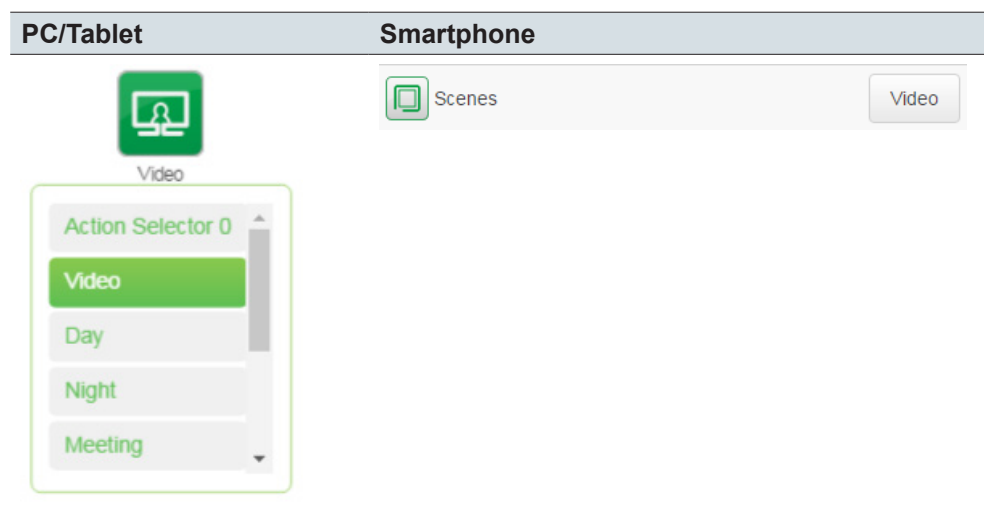 PC/Tablet Smartphone
Scenes Video
Video
Action Selector 0
Video
Day
Night
Meeting